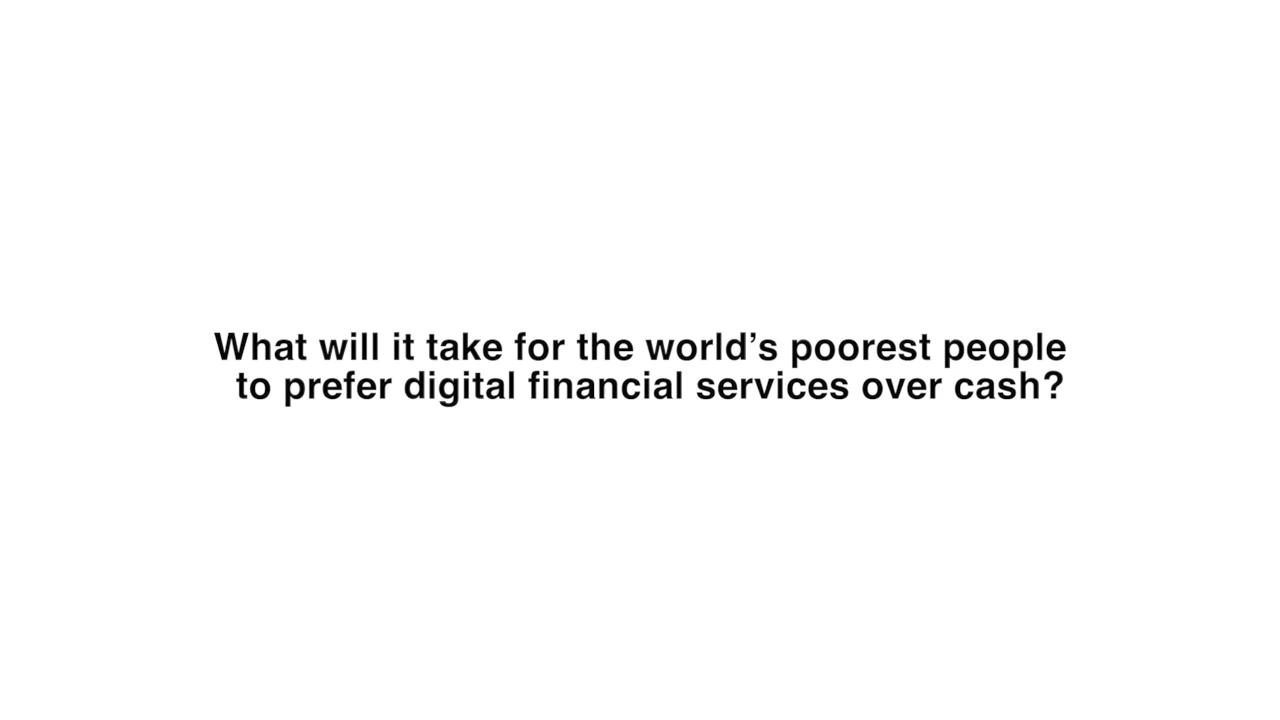 What will it take for the world’s poorest people
to prefer digital financial services over cash?